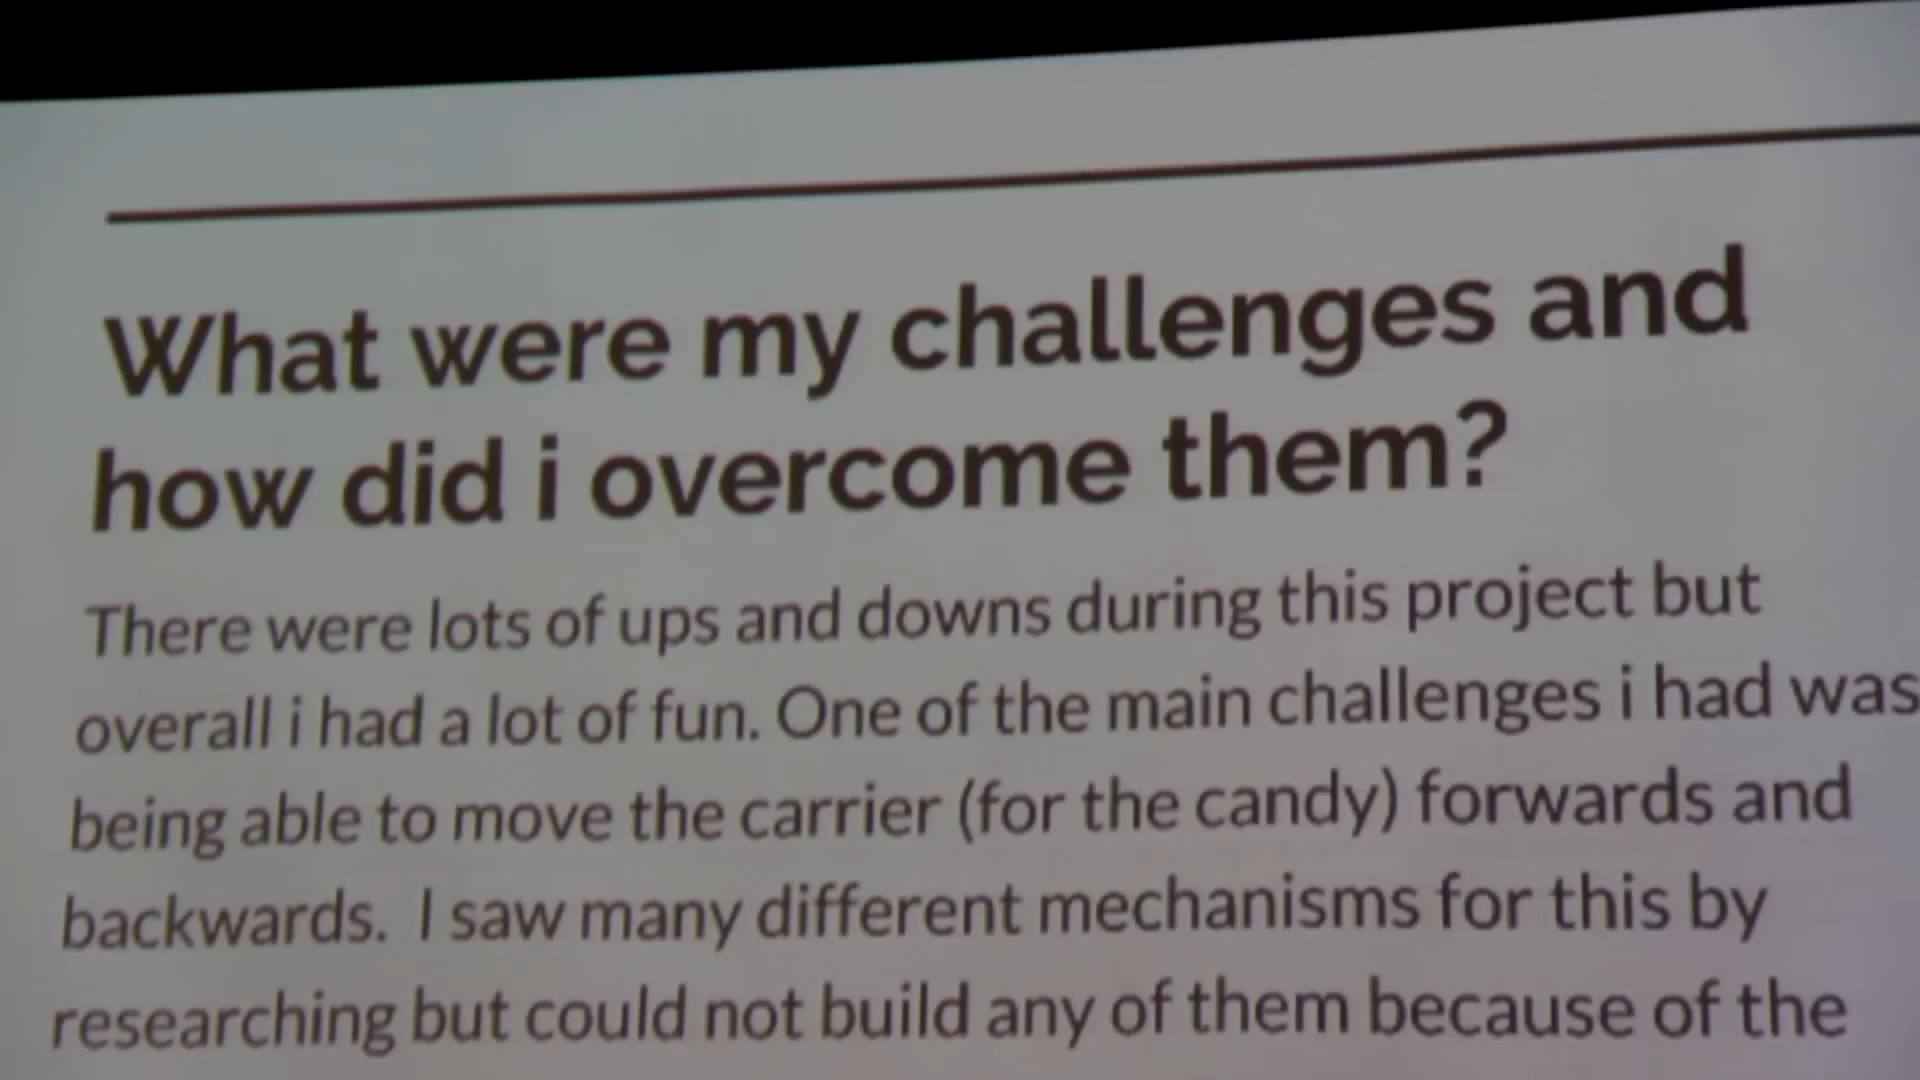 What were my challenges and
how did i overcome them?
There were lots of ups and downs during this project but
overall i had a lot of fun. One of the main challenges i had was
being able to move the carrier (for the candy) forwards and
backwards.  I saw many different mechanisms for this by
researching but could not build any of them because of the